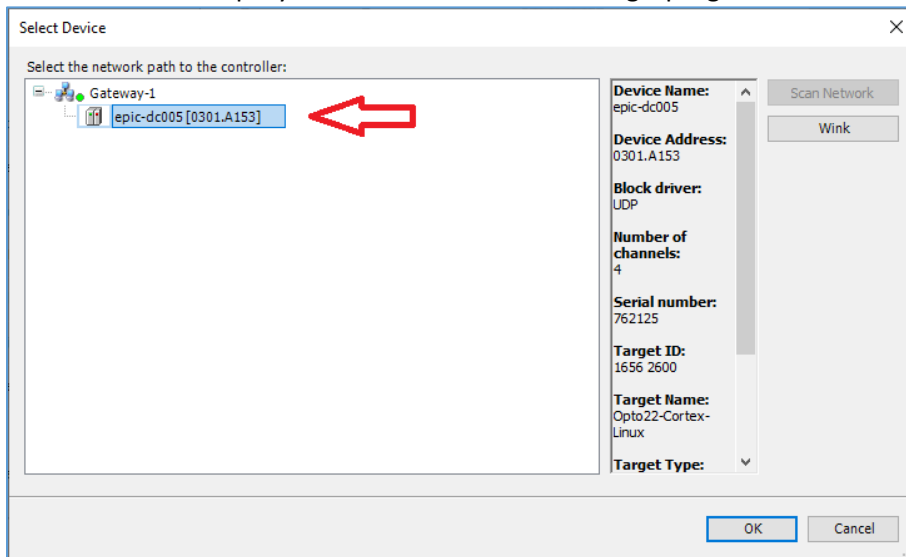 Select Device
Select the network path to the controller:
Gateway-1
epic-dc005 [0301.A153]
Device Name:
epic-dc005
Device Address:
0301.A153
Block driver:
UDP
Number of
channels:
4
Serial number:
762125
Target ID:
1656 2600
Target Name:
Opto22-Cortex-
Linux
Target Type:
Scan Network
Wink
OK
Cancel